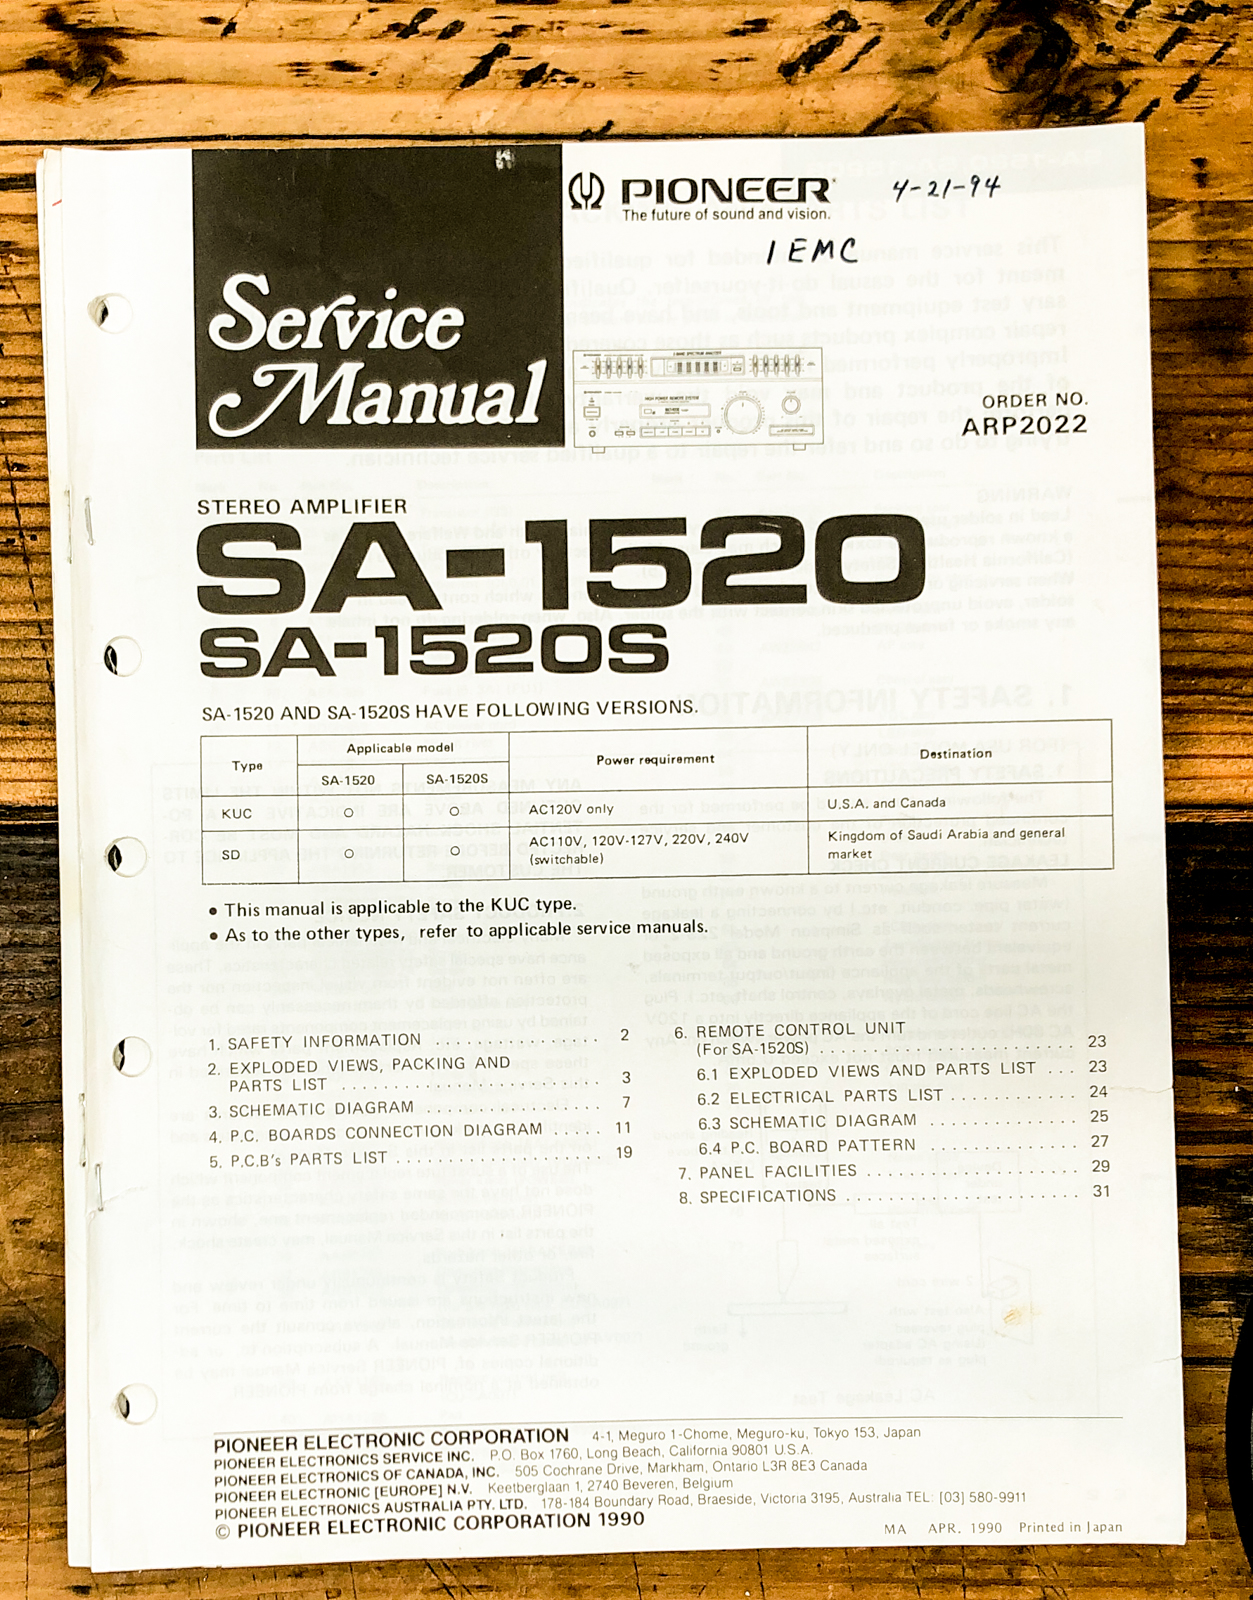 Service
Manual
PIONEER
The future of sound and vision.
4-21-94
1 EMC
ORDER NO.
ARP2022
STEREO AMPLIFIER
SA-1520
SA-1520S
SA-1520 AND SA-1520S HAVE FOLLOWING VERSIONS.
Type Applicable model Power requirement Destination
SA-1520 SA-1520S
KUC ○ ○ AC120V only U.S.A. and Canada
SD ○ ○ AC110V, 120V-127V, 220V, 240V (switchable) Kingdom of Saudi Arabia and general market
• This manual is applicable to the KUC type.
• As to the other types, refer to applicable service manuals.
1. SAFETY INFORMATION . . . . . . . . . . . . . . 2
2. EXPLODED VIEWS, PACKING AND
PARTS LIST . . . . . . . . . . . . . . . . . . . . . . 3
3. SCHEMATIC DIAGRAM . . . . . . . . . . . . . . . 7
4. P.C. BOARDS CONNECTION DIAGRAM . . . . 11
5. P.C.B's PARTS LIST . . . . . . . . . . . . . . . . . . 19
6. REMOTE CONTROL UNIT
(For SA-1520S) . . . . . . . . . . . . . . . . . . . . . . 23
6.1 EXPLODED VIEWS AND PARTS LIST . . . 23
6.2 ELECTRICAL PARTS LIST . . . . . . . . . . . 24
6.3 SCHEMATIC DIAGRAM . . . . . . . . . . . . . 25
6.4 P.C. BOARD PATTERN . . . . . . . . . . . . . . 27
7. PANEL FACILITIES . . . . . . . . . . . . . . . . . . 29
8. SPECIFICATIONS . . . . . . . . . . . . . . . . . . . . 31
PIONEER ELECTRONIC CORPORATION 4-1, Meguro 1-Chome, Meguro-ku, Tokyo 153, Japan
PIONEER ELECTRONICS SERVICE INC. P.O. Box 1760, Long Beach, California 90801 U.S.A.
PIONEER ELECTRONICS OF CANADA, INC. 505 Cochrane Drive, Markham, Ontario L3R 8E3 Canada
PIONEER ELECTRONIC [EUROPE] N.V. Keetberglaan 1, 2740 Beveren, Belgium
PIONEER ELECTRONICS AUSTRALIA PTY. LTD. 178-184 Boundary Road, Braeside, Victoria 3195, Australia TEL: [03] 580-9911
© PIONEER ELECTRONIC CORPORATION 1990
MA APR. 1990 Printed in Japan